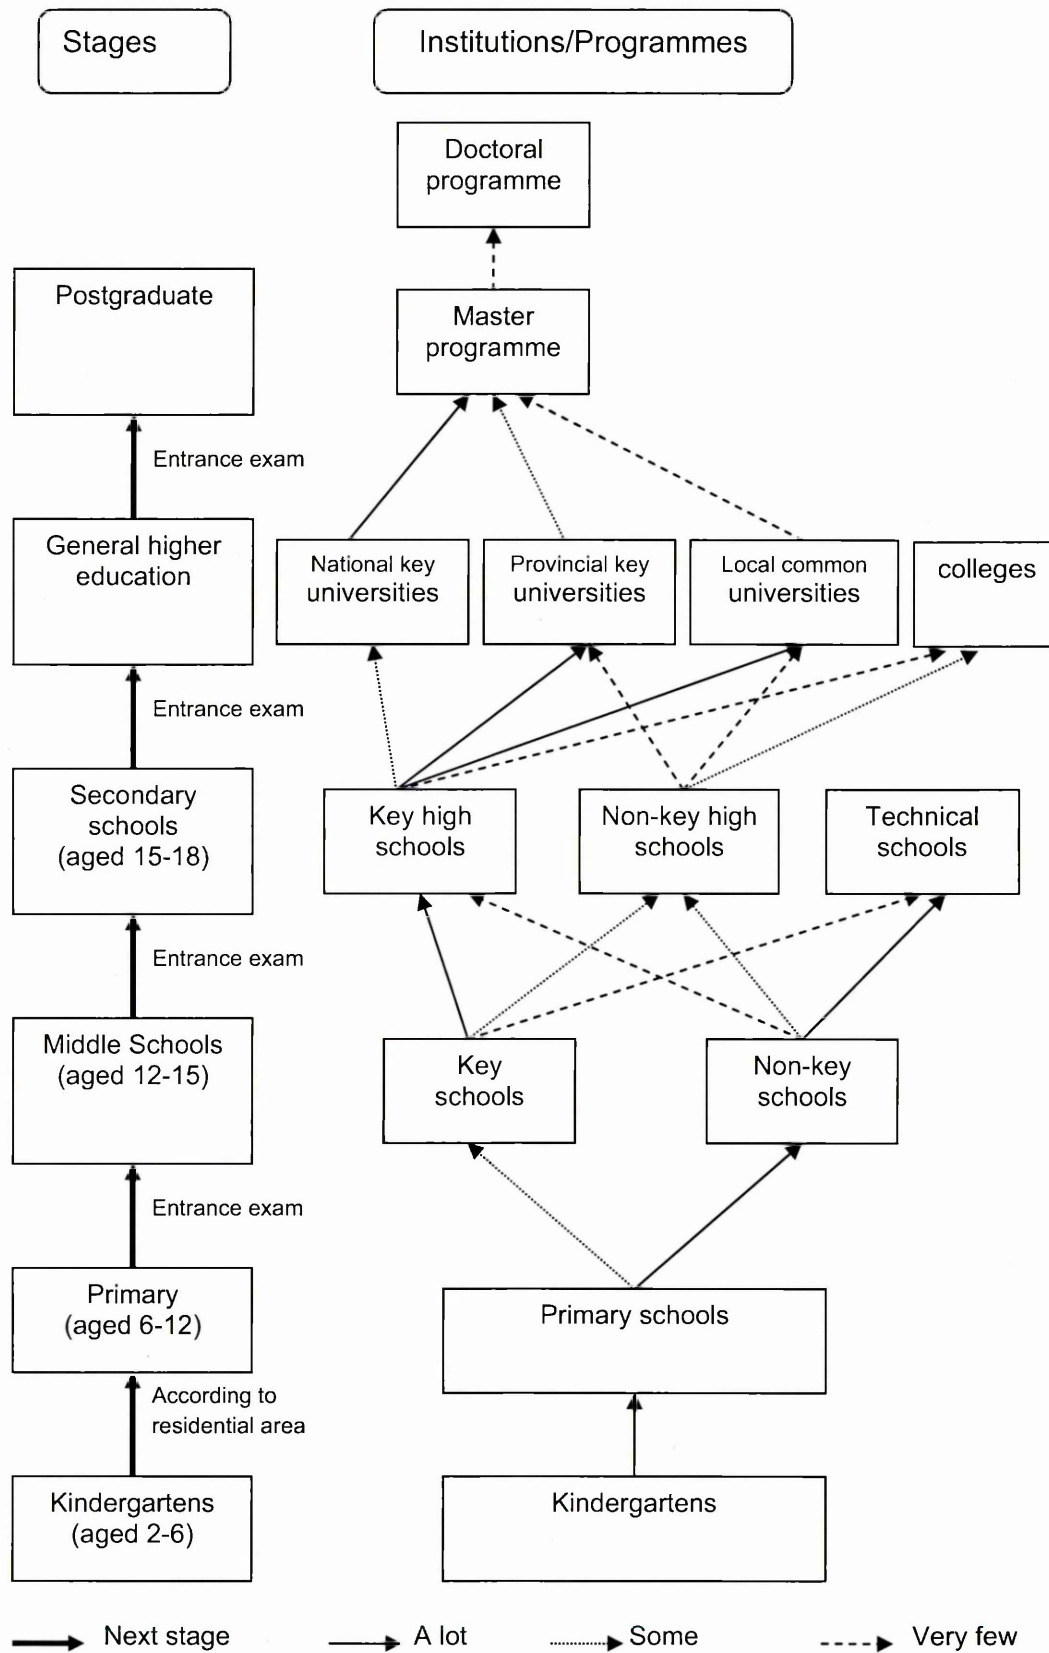 Stages
Institutions/Programmes
Doctoral
programme
Postgraduate
Master
programme
Entrance exam
General higher
education
National key
universities
Provincial key
universities
Local common
universities
colleges
Entrance exam
Secondary
schools
(aged 15-18)
Key high
schools
Non-key high
schools
Technical
schools
Entrance exam
Middle Schools
(aged 12-15)
Key
schools
Non-key
schools
Entrance exam
Primary
(aged 6-12)
Primary schools
According to
residential area
Kindergartens
(aged 2-6)
Kindergartens
Next stage
A lot
Some
Very few